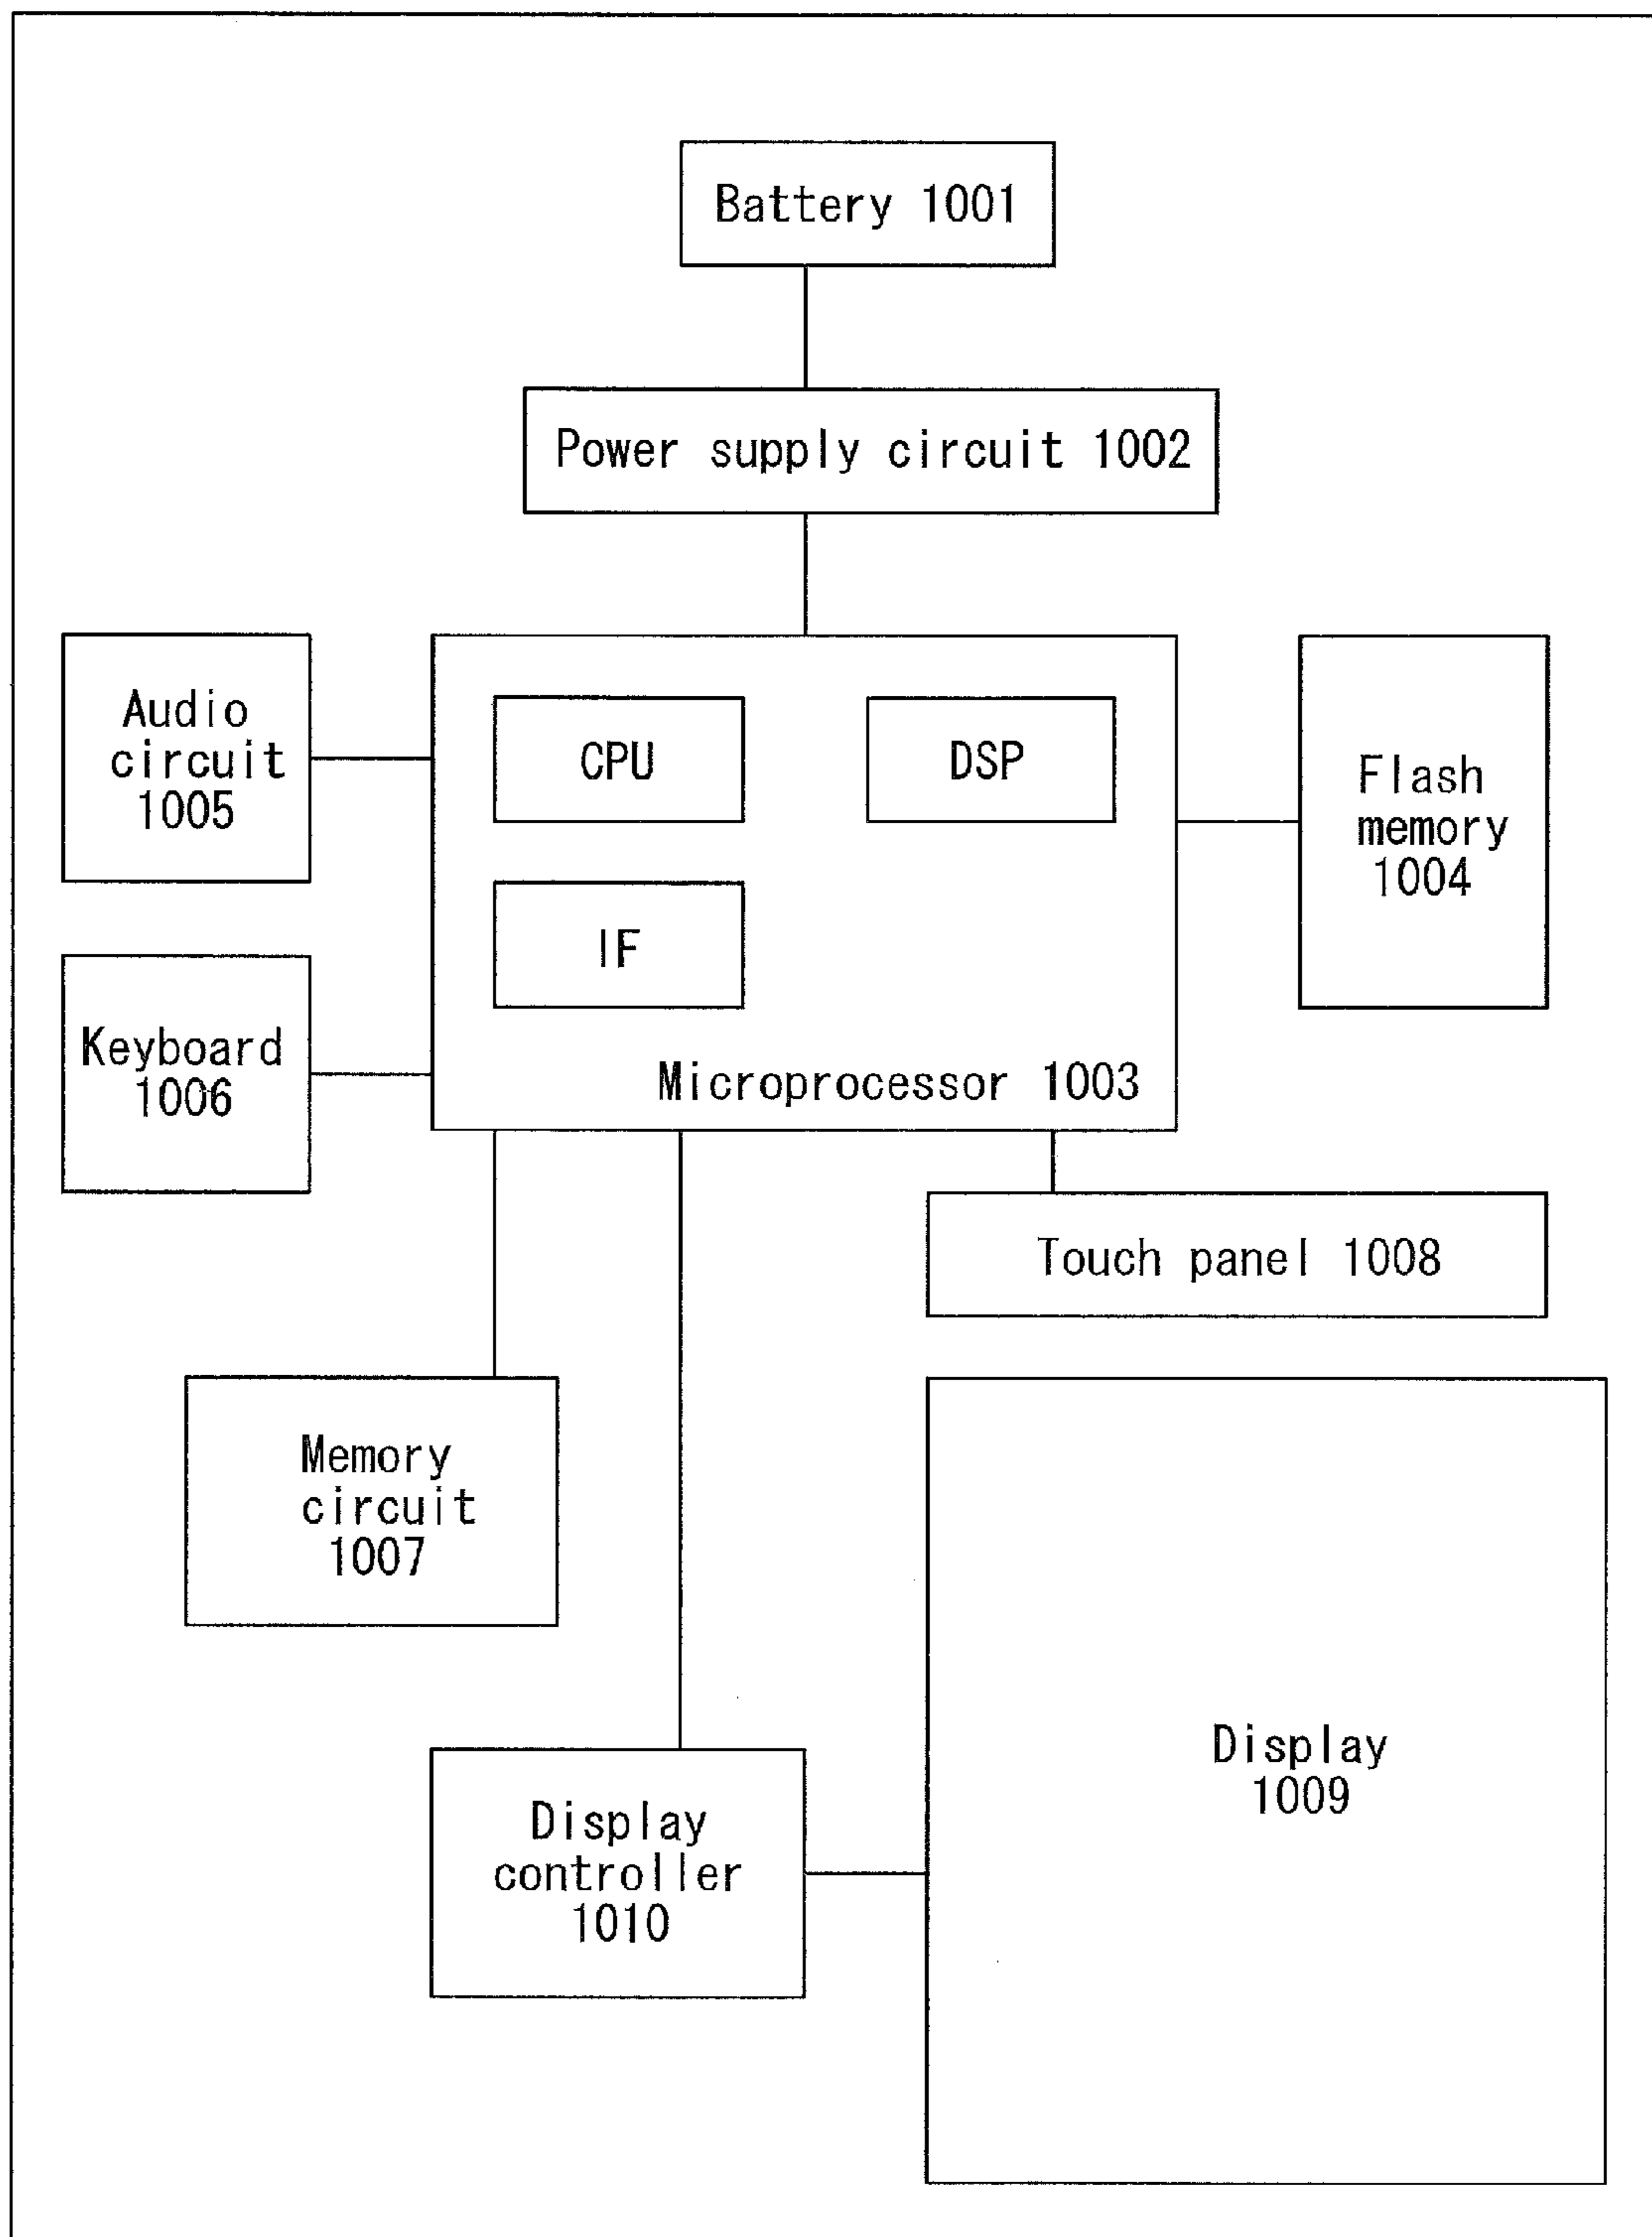 Battery 1001
Power supply circuit 1002
Audio
circuit
1005
CPU
DSP
Flash
memory
1004
IF
Keyboard
1006
Microprocessor 1003
Touch panel 1008
Memory
circuit
1007
Display
1009
Display
controller
1010